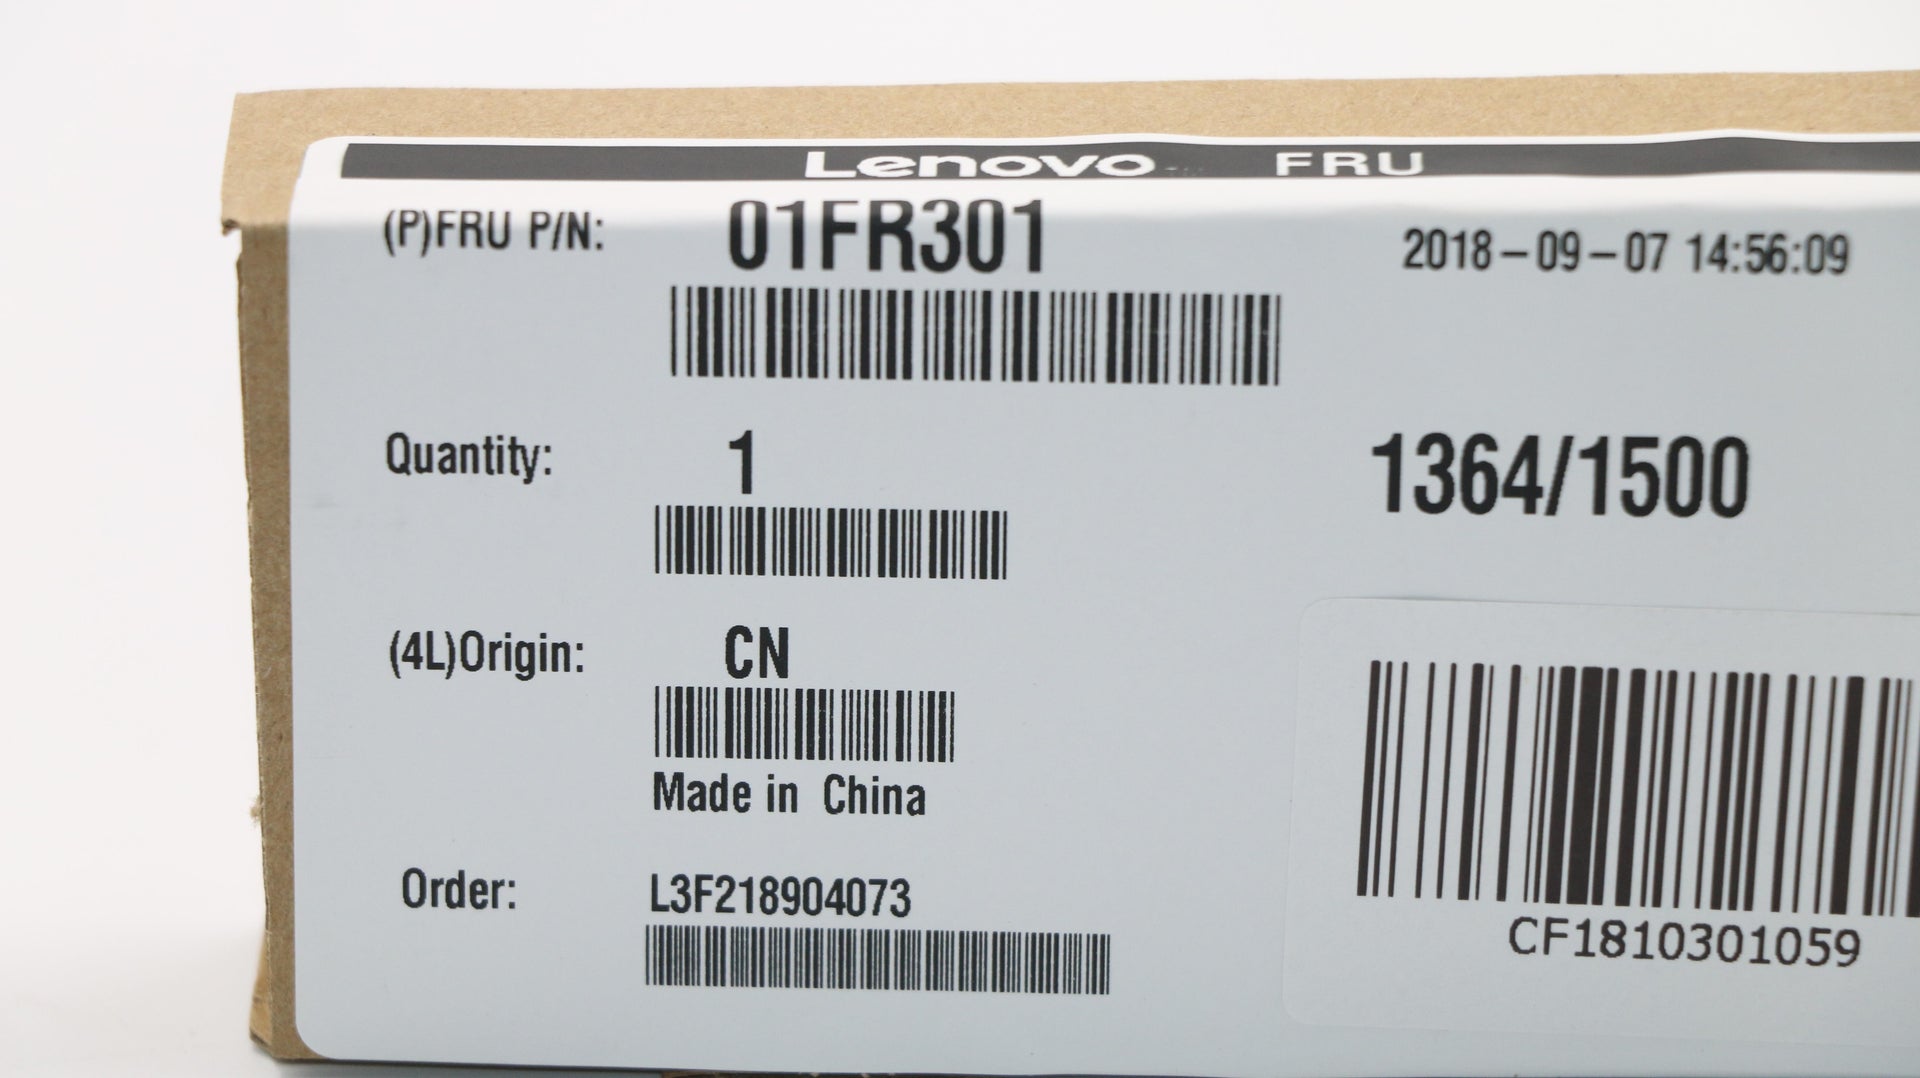 Lenovo FRU
(P)FRU P/N: 01FR301
2018-09-07 14:56:09
Quantity: 1
1364/1500
(4L)Origin: CN
Made in China
Order: L3F218904073
CF1810301059